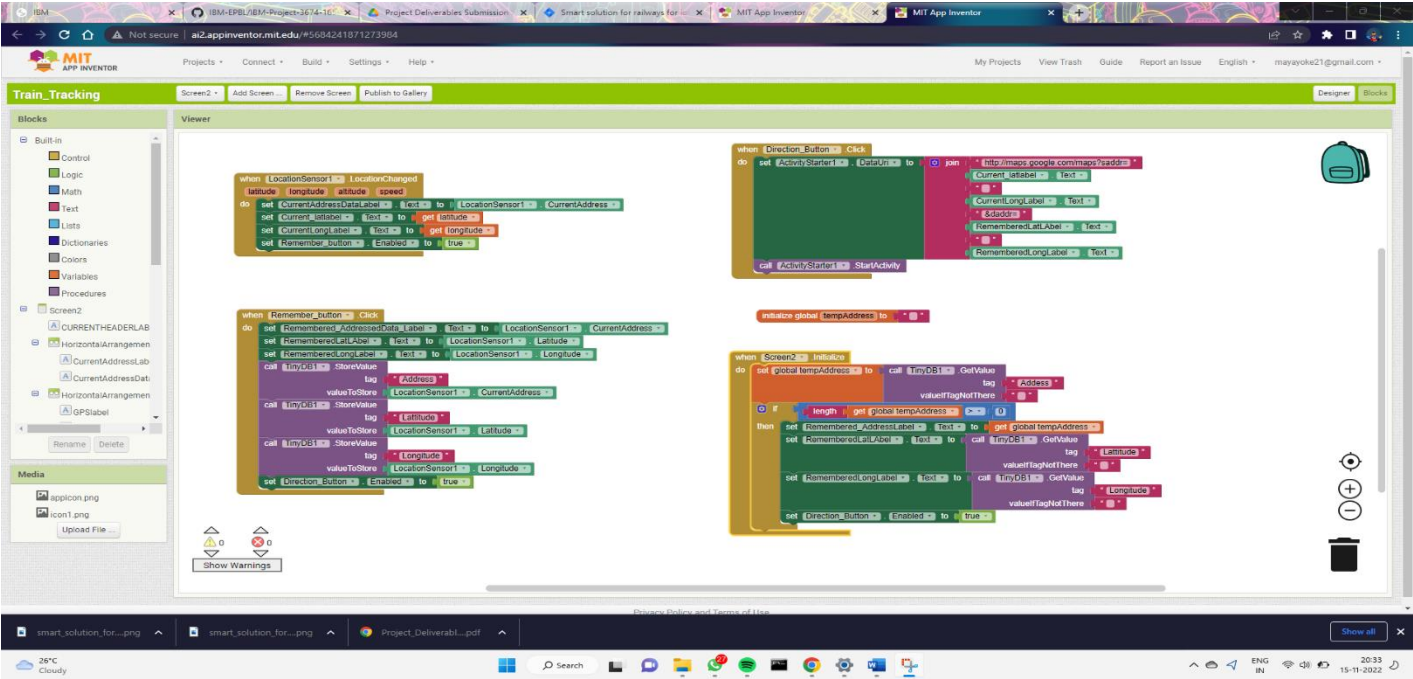 IBM
IBM-EPBL/IBM-Project-3674-165
Project Deliverables Submission
Smart solution for railways for
MIT App Inventor
MIT App Inventor
Not secure | ai2.appinventor.mit.edu/#5684241871273984
MIT
APP INVENTOR
Projects
Connect
Build
Settings
Help
My Projects
View Trash
Guide
Report an Issue
English
mayayoke21@gmail.com
Train_Tracking
Screen2
Add Screen ...
Remove Screen
Publish to Gallery
Designer
Blocks
Blocks
Viewer
Built-in
Control
Logic
Math
Text
Lists
Dictionaries
Colors
Variables
Procedures
Screen2
CURRENTHEADERLAB
HorizontalArrangemen
CurrentAddressLab
CurrentAddressDat
HorizontalArrangemen
GPSlabel
Rename
Delete
Media
appicon.png
icon1.png
Upload File ...
when LocationSensor1 .LocationChanged
latitude longitude altitude speed
do set CurrentAddressDataLabel . Text to LocationSensor1 . CurrentAddress
set Current_latlabel . Text to get latitude
set CurrentLongLabel . Text to get longitude
set Remember_button . Enabled to true
when Remember_button .Click
do set Remembered_AddressedData_Label . Text to LocationSensor1 . CurrentAddress
set RememberedLatLAbel . Text to LocationSensor1 . Latitude
set RememberedLongLabel . Text to LocationSensor1 . Longitude
call TinyDB1 .StoreValue
tag " Address "
valueToStore LocationSensor1 . CurrentAddress
call TinyDB1 .StoreValue
tag " Lattitude "
valueToStore LocationSensor1 . Latitude
call TinyDB1 .StoreValue
tag " Longitude "
valueToStore LocationSensor1 . Longitude
set Direction_Button . Enabled to true
0
0
Show Warnings
when Direction_Button .Click
do set ActivityStarter1 . DataUri to join " http://maps.google.com/maps?saddr= "
Current_latlabel . Text
" "
CurrentLongLabel . Text
" &daddr= "
RememberedLatLAbel . Text
" "
RememberedLongLabel . Text
call ActivityStarter1 .StartActivity
initialize global tempAddress to " "
when Screen2 .Initialize
do set global tempAddress to call TinyDB1 .GetValue
tag " Addess "
valueIfTagNotThere " "
if length get global tempAddress > 0
then set Remembered_AddressLabel . Text to get global tempAddress
set RememberedLatLAbel . Text to call TinyDB1 .GetValue
tag " Lattitude "
valueIfTagNotThere " "
set RememberedLongLabel . Text to call TinyDB1 .GetValue
tag " Longitude "
valueIfTagNotThere " "
set Direction_Button . Enabled to true
Privacy Policy and Terms of Use
smart_solution_for....png
smart_solution_for....png
Project_Deliverabl....pdf
Show all
26°C
Cloudy
Search
27
ENG
IN
20:33
15-11-2022